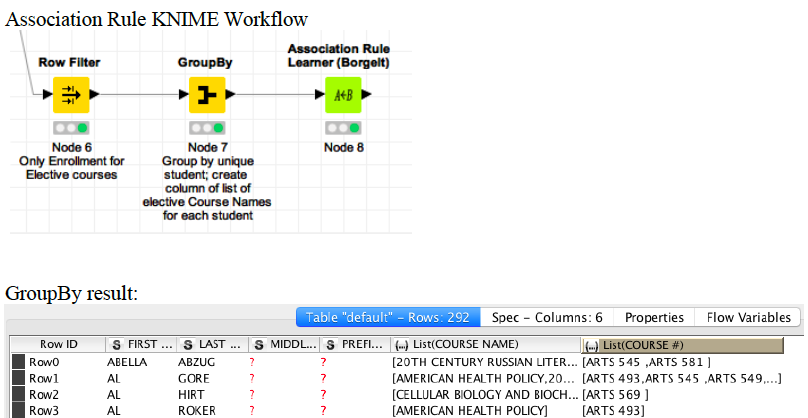 Association Rule KNIME Workflow
Row Filter
GroupBy
Association Rule
Learner (Borgelt)
A←B
Node 6
Only Enrollment for
Elective courses
Node 7
Group by unique
student; create
column of list of
elective Course Names
for each student
Node 8
GroupBy result:
Table "default" – Rows: 292 Spec – Columns: 6 Properties Flow Variables
Row ID S FIRST ... S LAST ... S MIDDL... S PREFI... {...} List(COURSE NAME) {...} List(COURSE #)
Row0 ABELLA ABZUG ? ? [20TH CENTURY RUSSIAN LITER... [ARTS 545 ,ARTS 581 ]
Row1 AL GORE ? ? [AMERICAN HEALTH POLICY,20... [ARTS 493,ARTS 545 ,ARTS 549,...]
Row2 AL HIRT ? ? [CELLULAR BIOLOGY AND BIOCH... [ARTS 569 ]
Row3 AL ROKER ? ? [AMERICAN HEALTH POLICY] [ARTS 493]